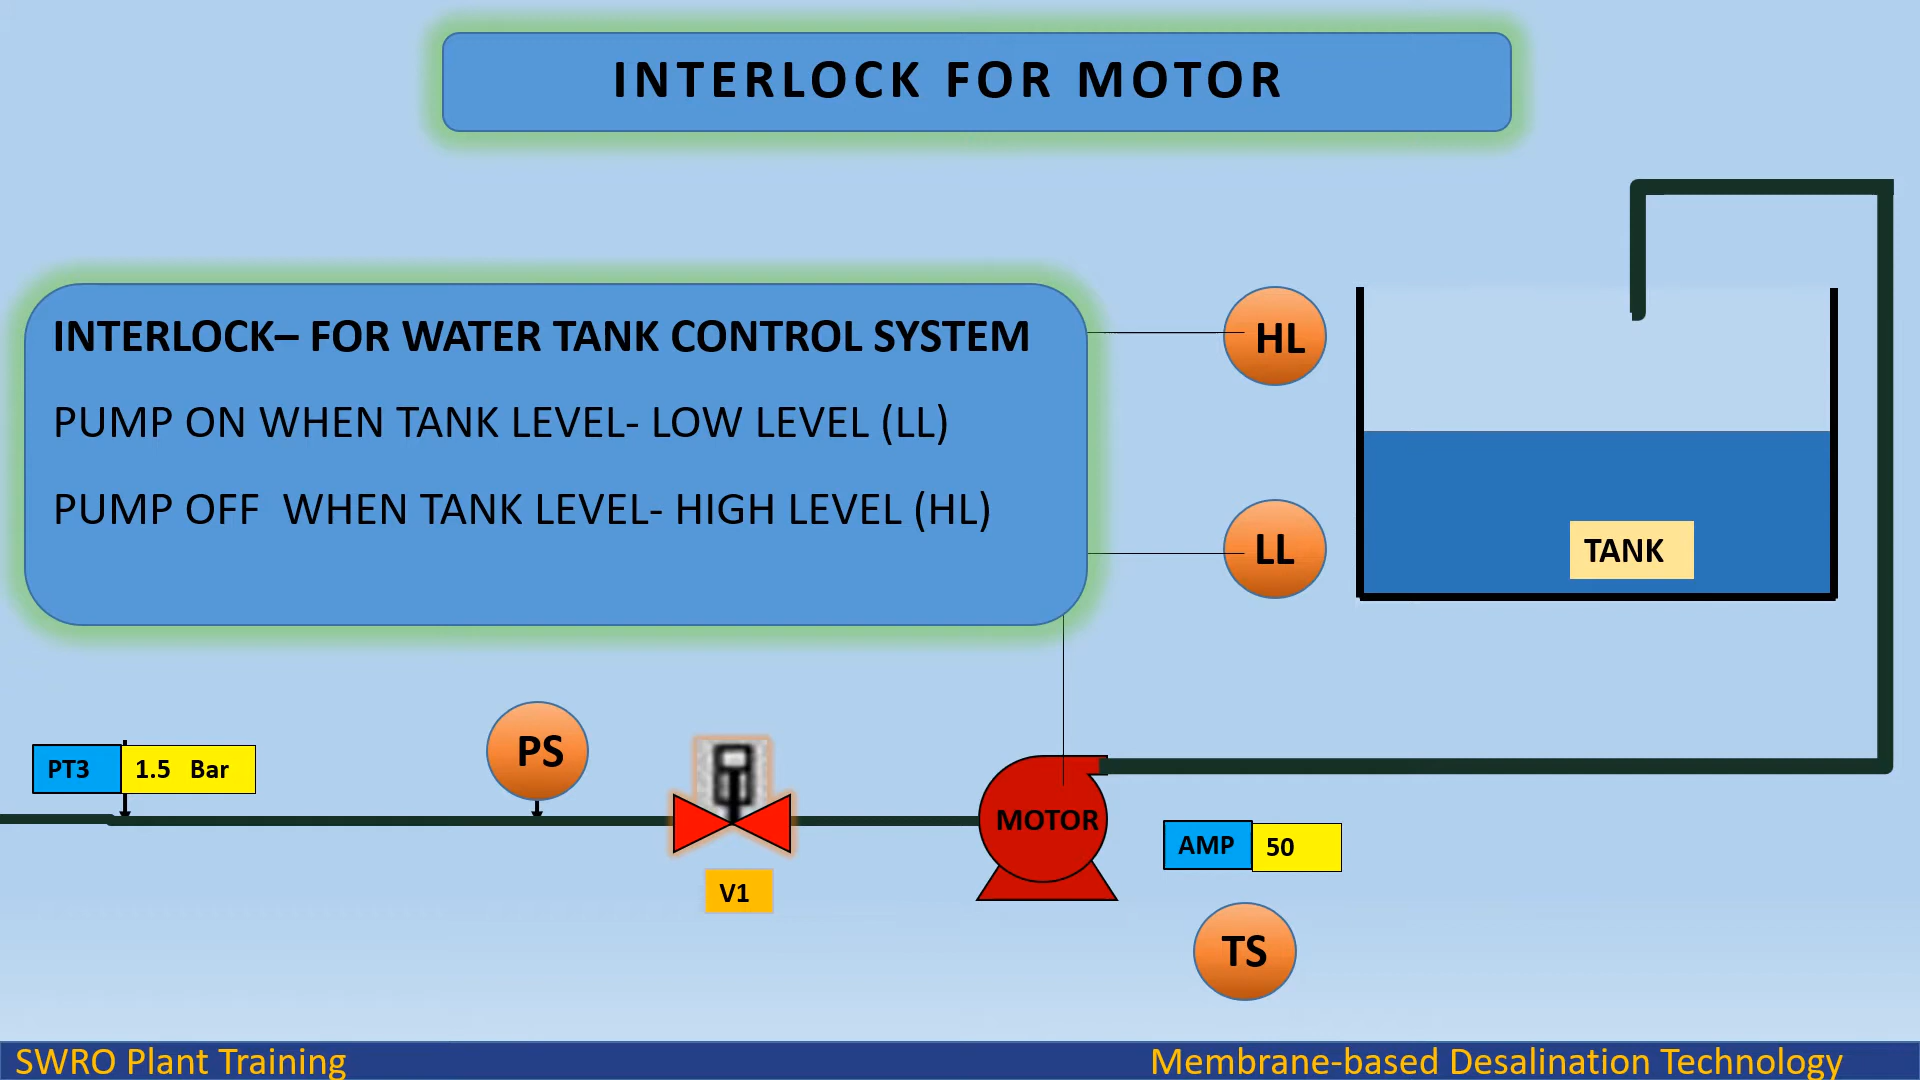 INTERLOCK FOR MOTOR
INTERLOCK– FOR WATER TANK CONTROL SYSTEM
PUMP ON WHEN TANK LEVEL- LOW LEVEL (LL)
PUMP OFF  WHEN TANK LEVEL- HIGH LEVEL (HL)
HL
LL
TANK
PT3 1.5 Bar
PS
V1
MOTOR
AMP 50
TS
SWRO Plant Training
Membrane-based Desalination Technology